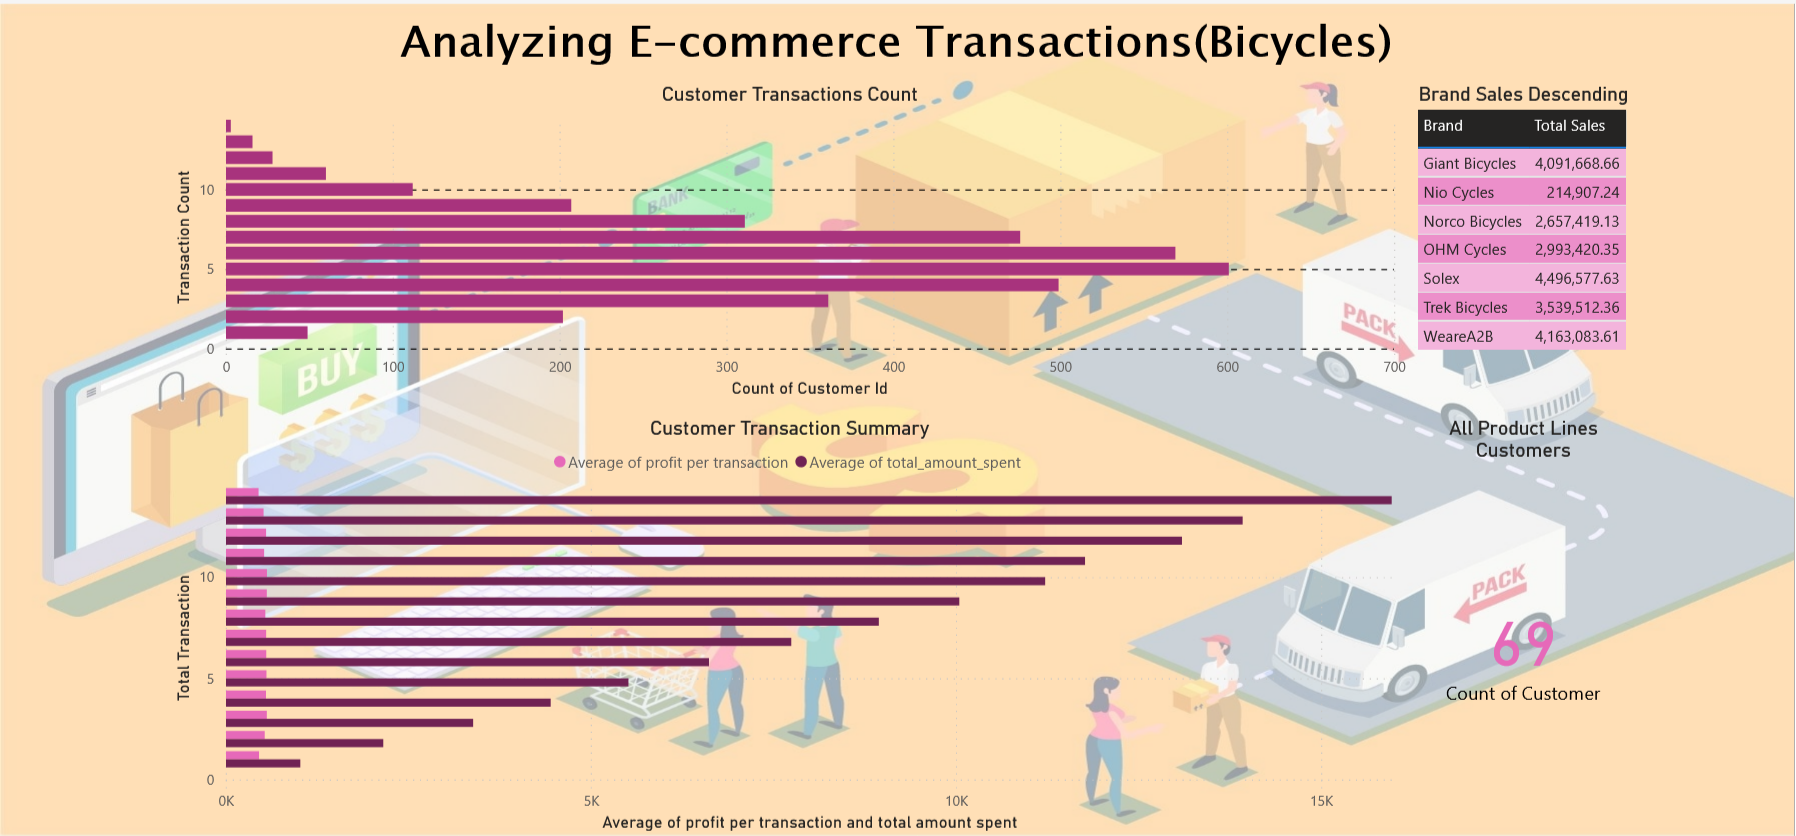 Analyzing E-commerce Transactions(Bicycles)
Customer Transactions Count
Transaction Count
10
5
0
0 100 200 300 400 500 600 700
Count of Customer Id
Brand Sales Descending
Brand Total Sales
Giant Bicycles 4,091,668.66
Nio Cycles 214,907.24
Norco Bicycles 2,657,419.13
OHM Cycles 2,993,420.35
Solex 4,496,577.63
Trek Bicycles 3,539,512.36
WeareA2B 4,163,083.61
BANK
PACK
BUY
$$$
Customer Transaction Summary
Average of profit per transaction Average of total_amount_spent
Total Transaction
10
5
0
0K 5K 10K 15K
Average of profit per transaction and total amount spent
All Product Lines
Customers
PACK
69
Count of Customer